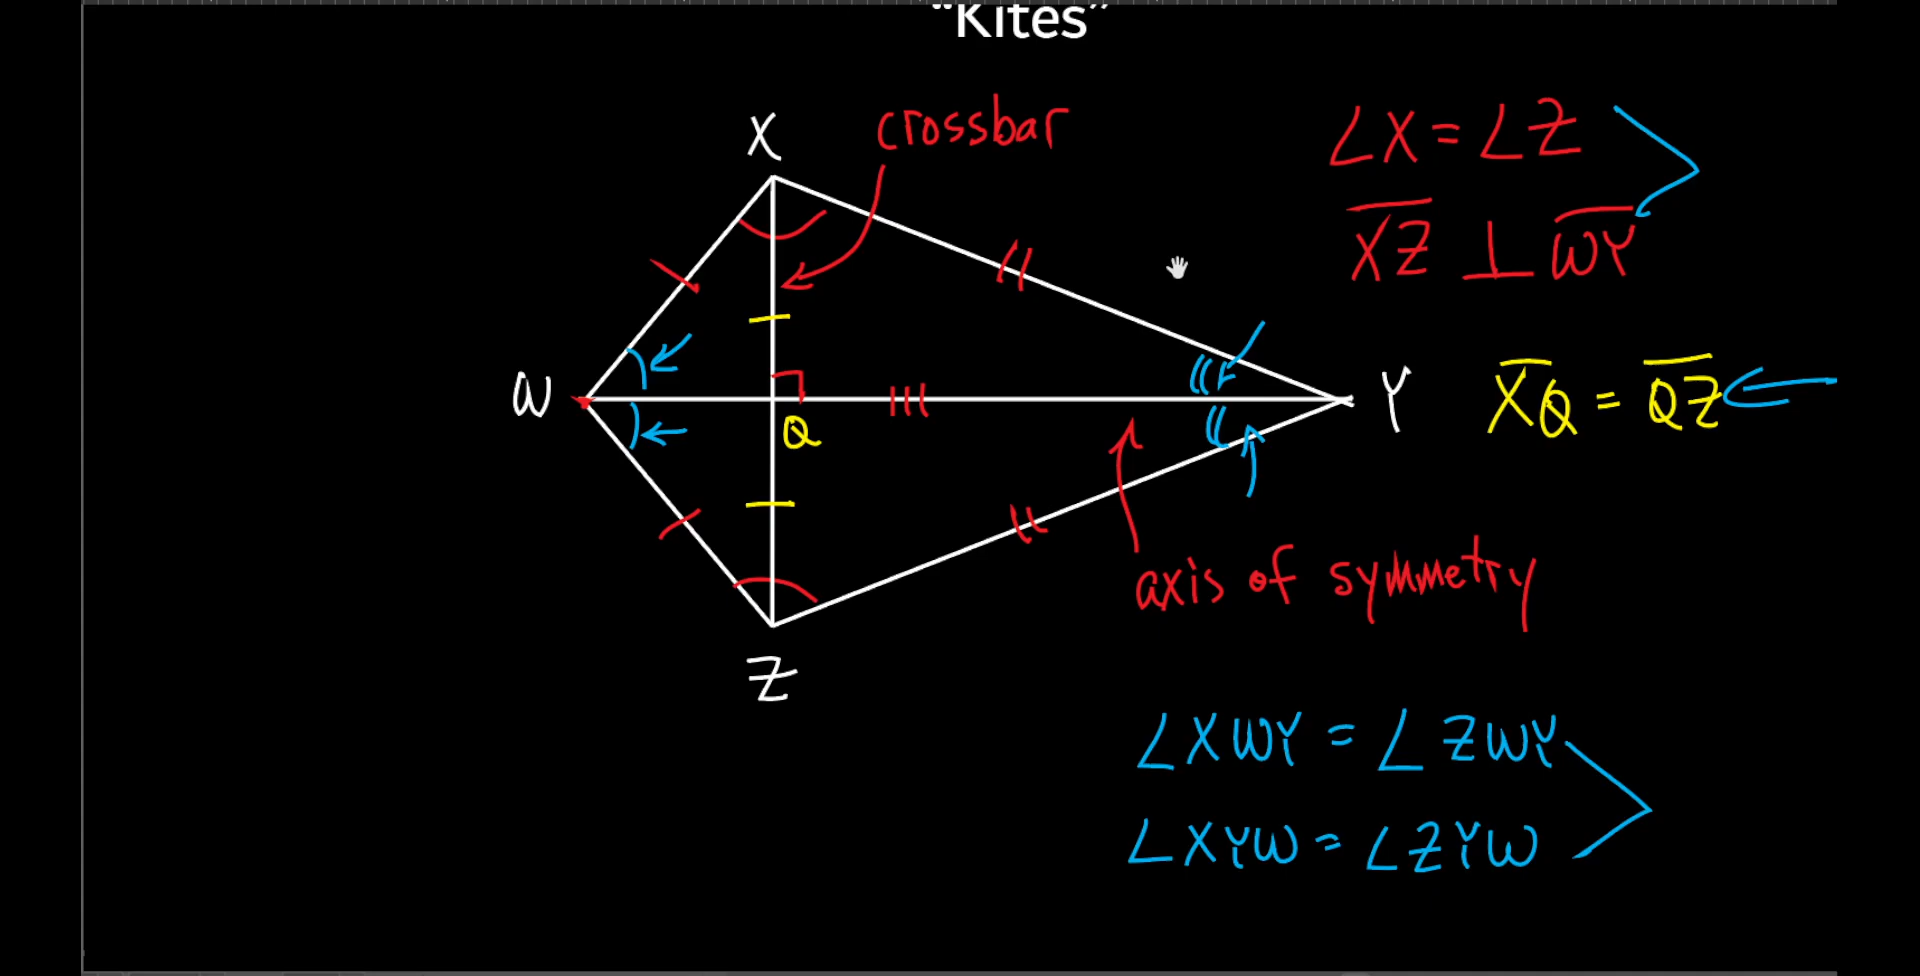 "Kites"
X
crossbar
∠X = ∠Z
XZ ⊥ WY
W
Q
Y
XQ = QZ
axis of symmetry
Z
∠XWY = ∠ZWY
∠XYW = ∠ZYW